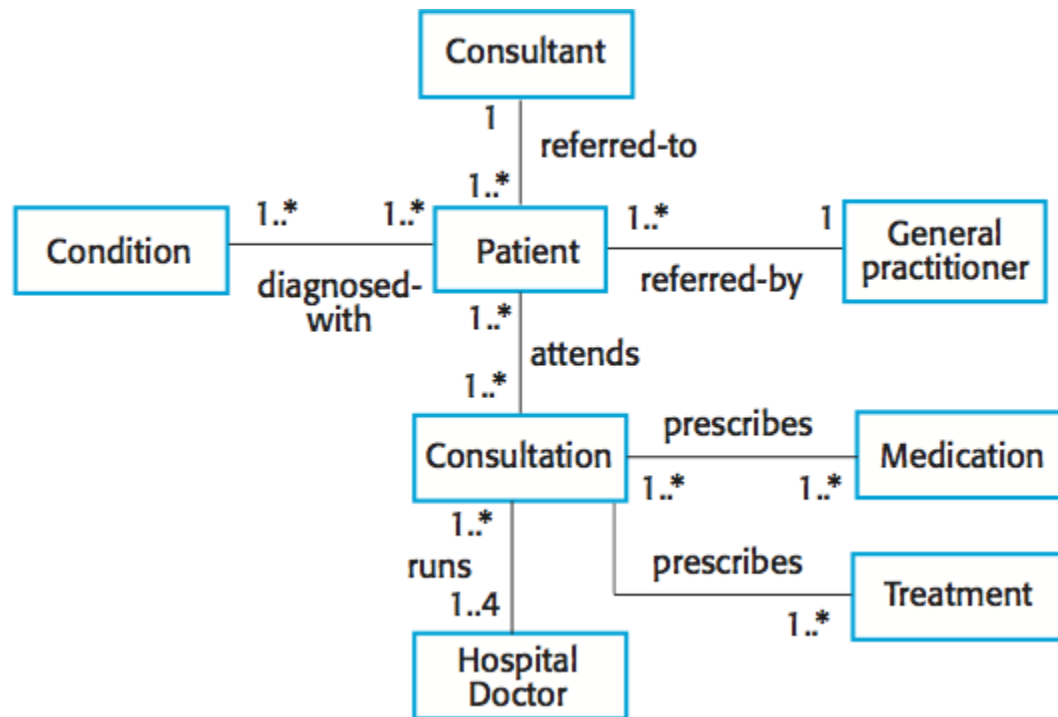 Consultant
1
referred-to
1..*
1..*
1..*
1..*
1
Condition
Patient
General
practitioner
diagnosed-
with
referred-by
1..*
attends
1..*
prescribes
Consultation
Medication
1..*
1..*
1..*
runs
prescribes
Treatment
1..4
1..*
Hospital
Doctor